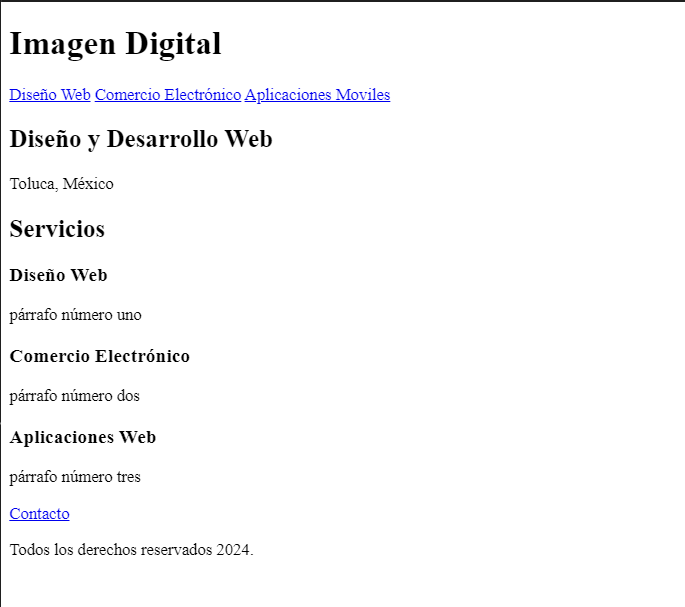 Imagen Digital
Diseño Web Comercio Electrónico Aplicaciones Moviles
Diseño y Desarrollo Web
Toluca, México
Servicios
Diseño Web
párrafo número uno
Comercio Electrónico
párrafo número dos
Aplicaciones Web
párrafo número tres
Contacto
Todos los derechos reservados 2024.